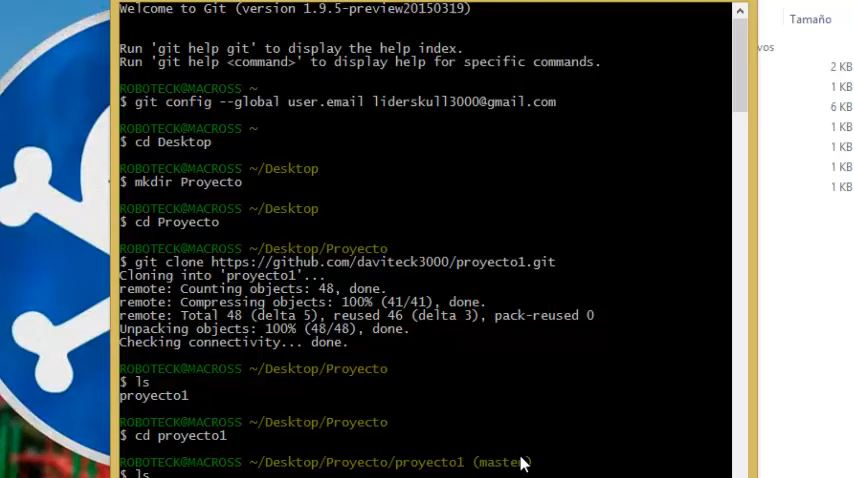 Welcome to Git (version 1.9.5-preview20150319)
Run 'git help git' to display the help index.
Run 'git help <command>' to display help for specific commands.
ROBOTECK@MACROSS ~
$ git config --global user.email liderskull3000@gmail.com
ROBOTECK@MACROSS ~
$ cd Desktop
ROBOTECK@MACROSS ~/Desktop
$ mkdir Proyecto
ROBOTECK@MACROSS ~/Desktop
$ cd Proyecto
ROBOTECK@MACROSS ~/Desktop/Proyecto
$ git clone https://github.com/daviteck3000/proyecto1.git
Cloning into 'proyecto1'...
remote: Counting objects: 48, done.
remote: Compressing objects: 100% (41/41), done.
remote: Total 48 (delta 5), reused 46 (delta 3), pack-reused 0
Unpacking objects: 100% (48/48), done.
Checking connectivity... done.
ROBOTECK@MACROSS ~/Desktop/Proyecto
$ ls
proyecto1
ROBOTECK@MACROSS ~/Desktop/Proyecto
$ cd proyecto1
ROBOTECK@MACROSS ~/Desktop/Proyecto/proyecto1 (master)
$ ls
Tamaño
vos
2 KB
1 KB
6 KB
1 KB
1 KB
1 KB
1 KB